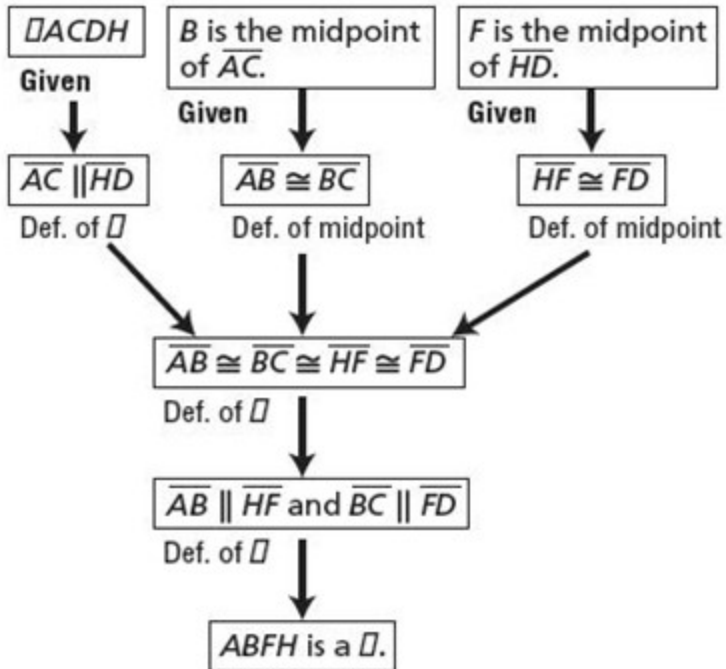 ▱ACDH
Given
B is the midpoint
of AC.
Given
F is the midpoint
of HD.
Given
AC ∥ HD
Def. of ▱
AB ≅ BC
Def. of midpoint
HF ≅ FD
Def. of midpoint
AB ≅ BC ≅ HF ≅ FD
Def. of ▱
AB ∥ HF and BC ∥ FD
Def. of ▱
ABFH is a ▱.